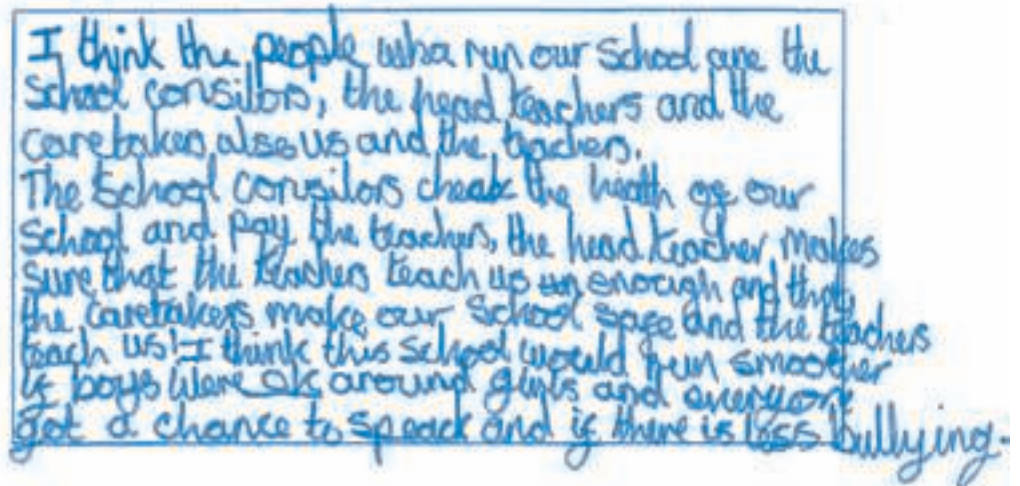 I think the people who run our School are the
School consilors, the head teachers and the
caretakers also us and the teachers.
The School consilors cheak the heath of our
School and pay the teachers, the head teacher makes
sure that the teachers teach us enough and that
the caretakers make our School safe and the teachers
teach us! I think this School would run smoother
if boys were ok around girls and everyone
got a chance to speack and if there is less bullying.